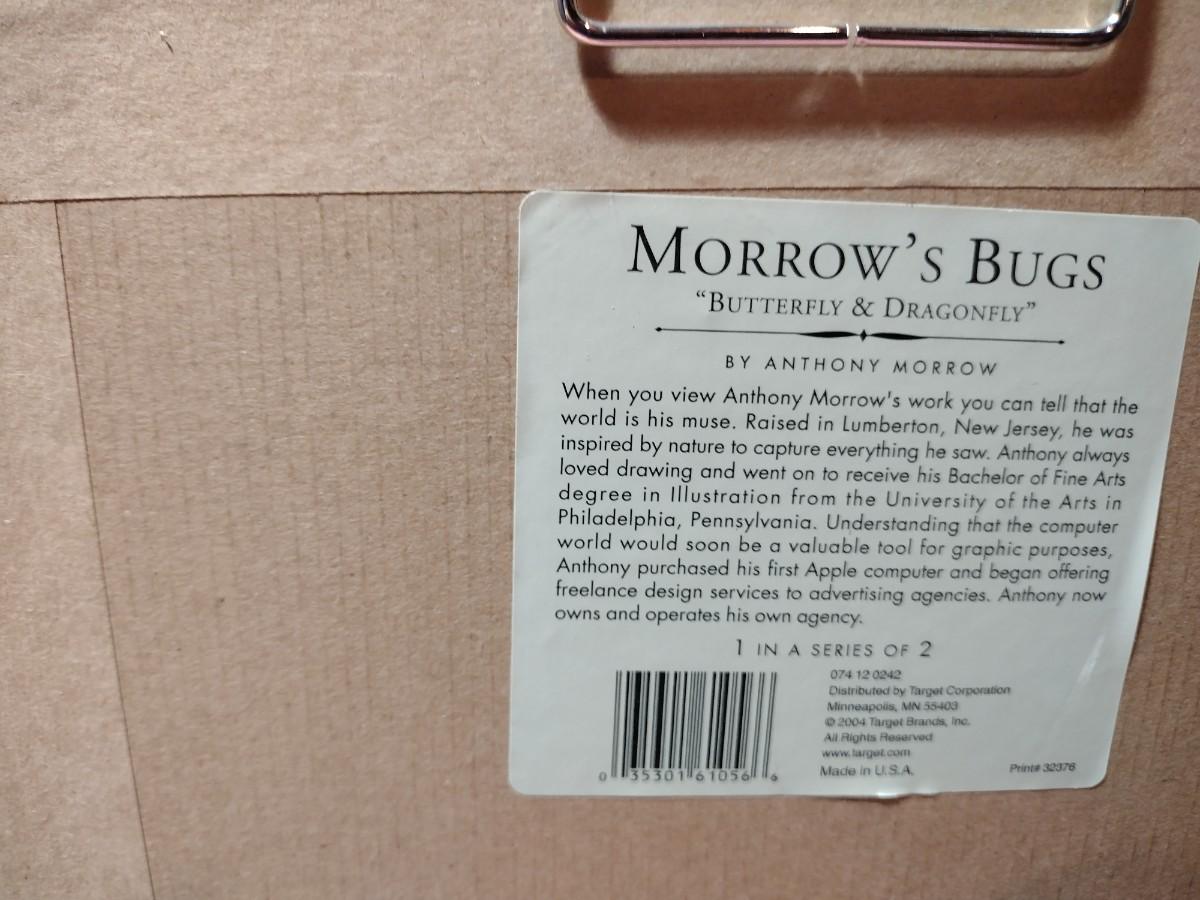 MORROW'S BUGS
"BUTTERFLY & DRAGONFLY"
BY ANTHONY MORROW
When you view Anthony Morrow's work you can tell that the
world is his muse. Raised in Lumberton, New Jersey, he was
inspired by nature to capture everything he saw. Anthony always
loved drawing and went on to receive his Bachelor of Fine Arts
degree in Illustration from the University of the Arts in
Philadelphia, Pennsylvania. Understanding that the computer
world would soon be a valuable tool for graphic purposes,
Anthony purchased his first Apple computer and began offering
freelance design services to advertising agencies. Anthony now
owns and operates his own agency.
1 IN A SERIES OF 2
074 12 0242
Distributed by Target Corporation
Minneapolis, MN 55403
© 2004 Target Brands, Inc.
All Rights Reserved
www.target.com
Made in U.S.A.
Print# 32376
0 35301 61056 6